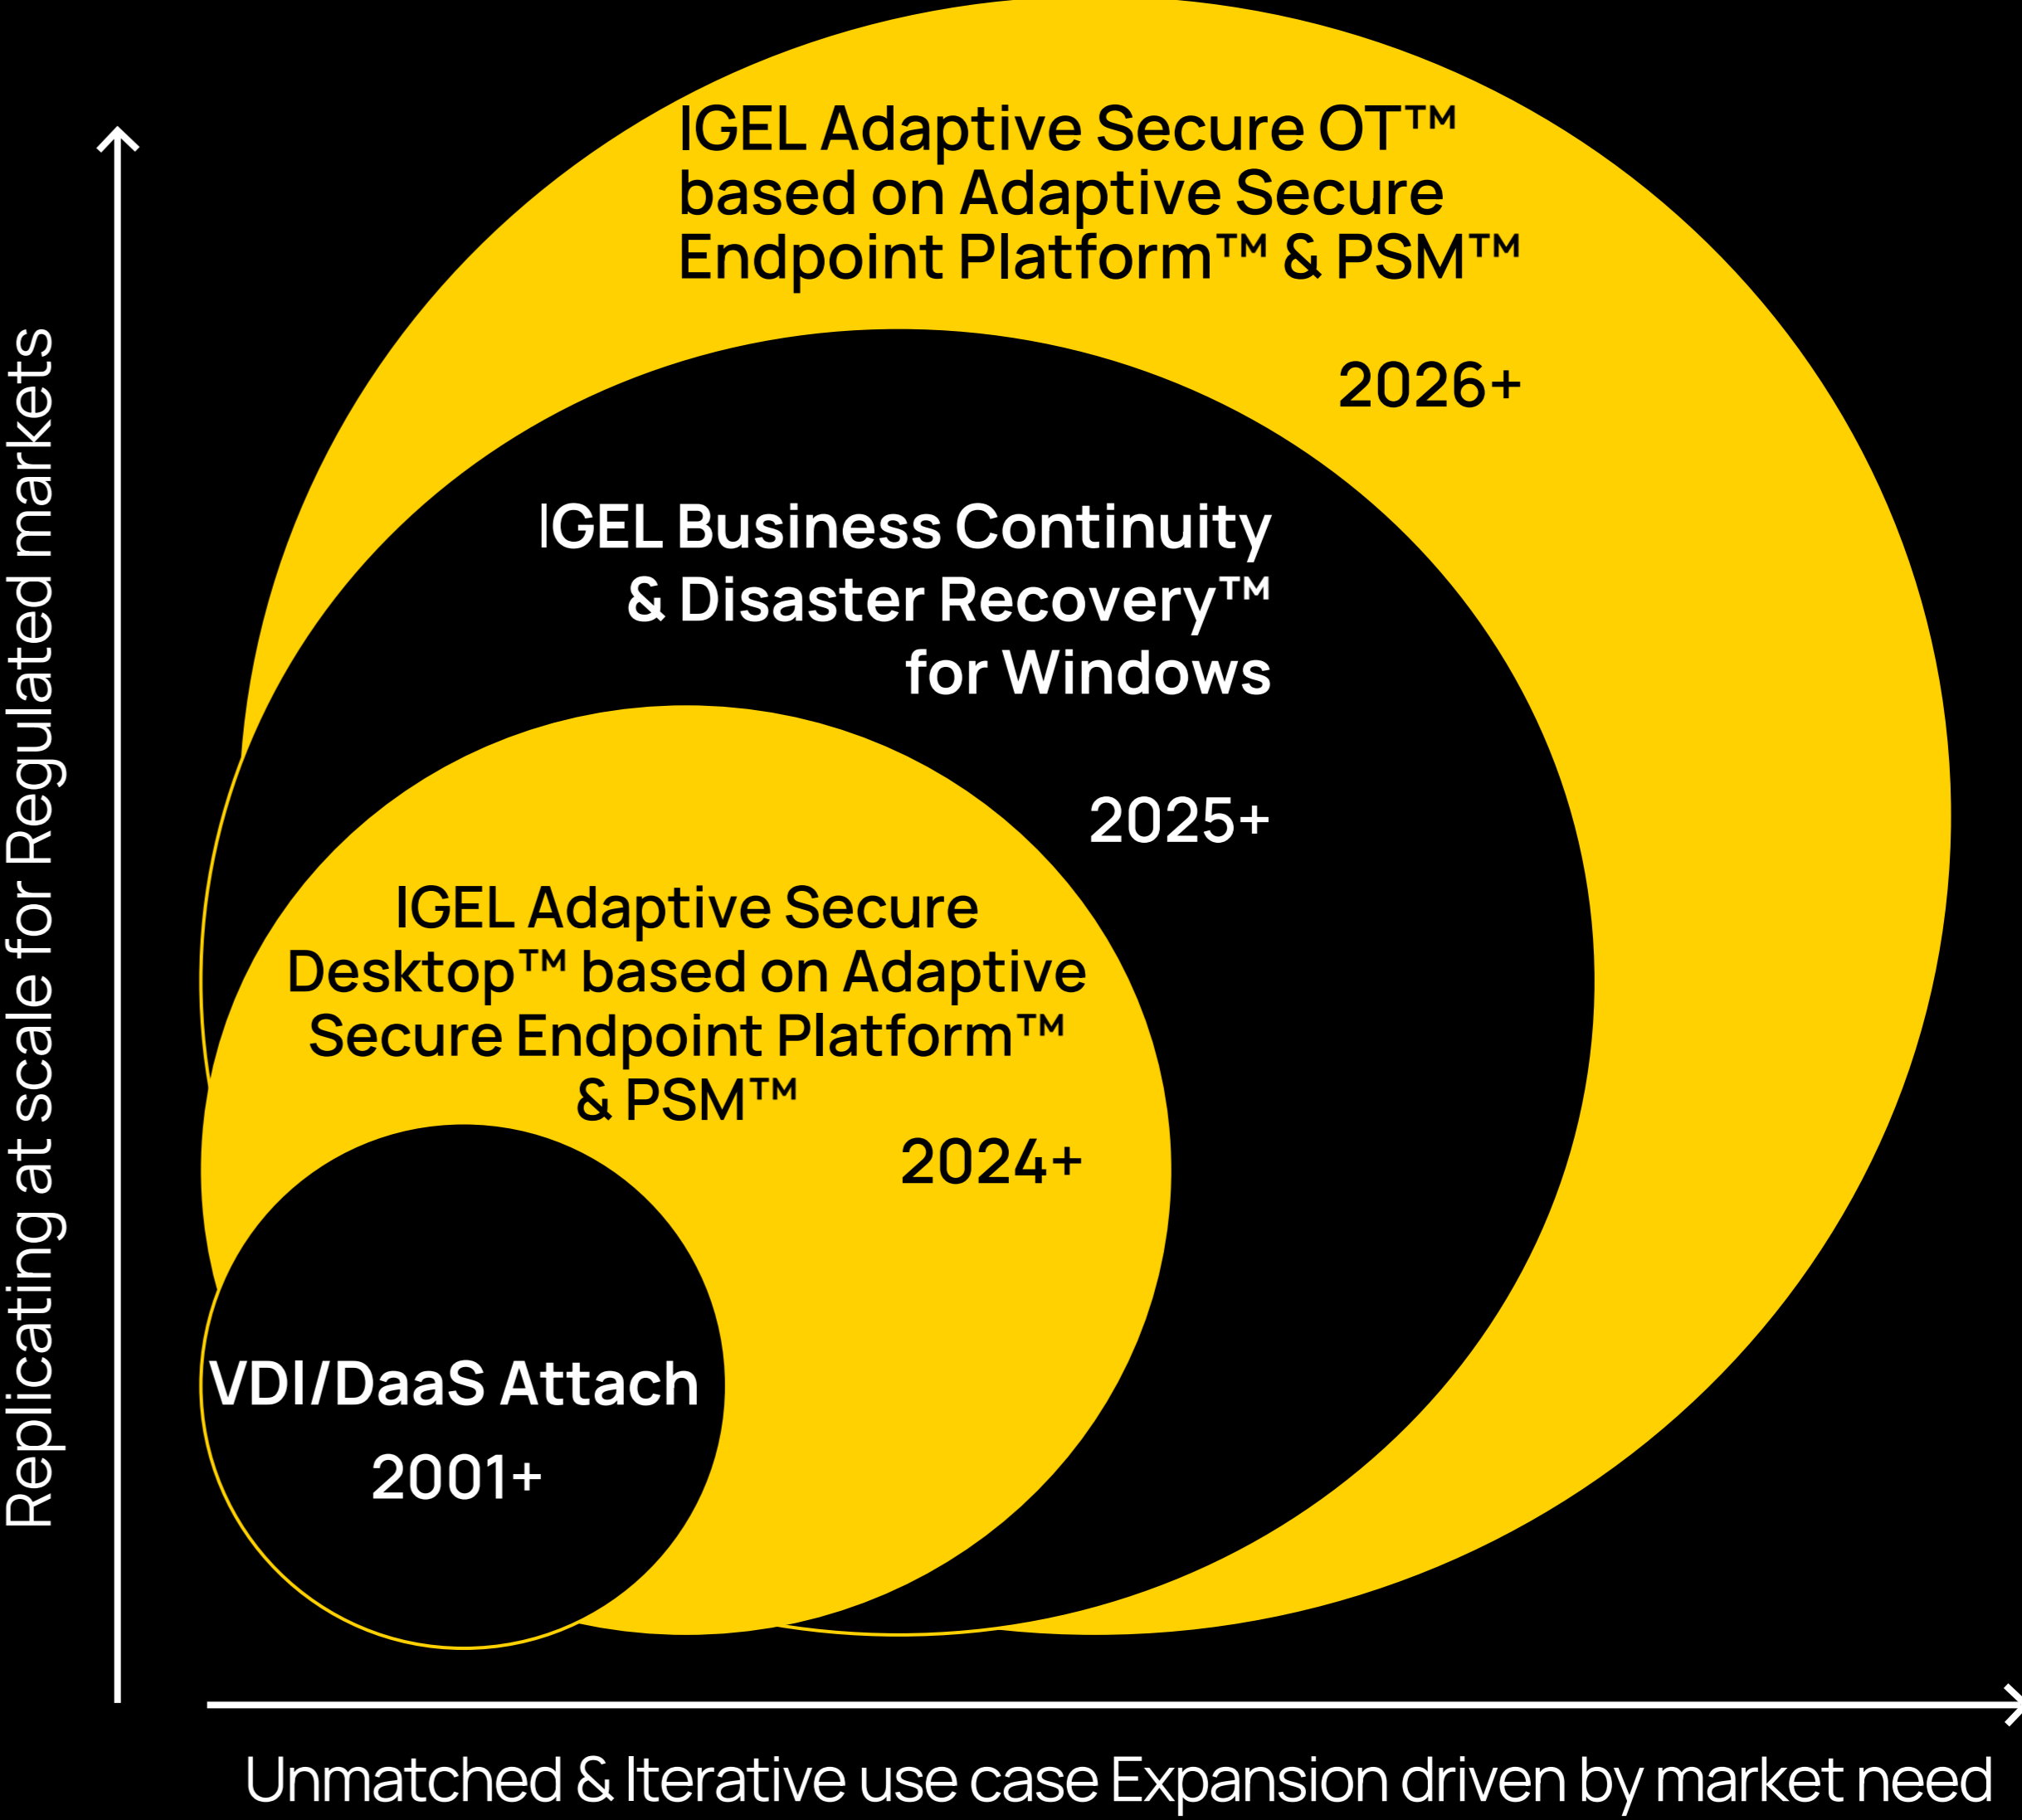 IGEL Adaptive Secure OT™
based on Adaptive Secure
Endpoint Platform™ & PSM™
2026+
IGEL Business Continuity
& Disaster Recovery™
for Windows
2025+
IGEL Adaptive Secure
Desktop™ based on Adaptive
Secure Endpoint Platform™
& PSM™
2024+
VDI/DaaS Attach
2001+
Replicating at scale for Regulated markets
Unmatched & Iterative use case Expansion driven by market need